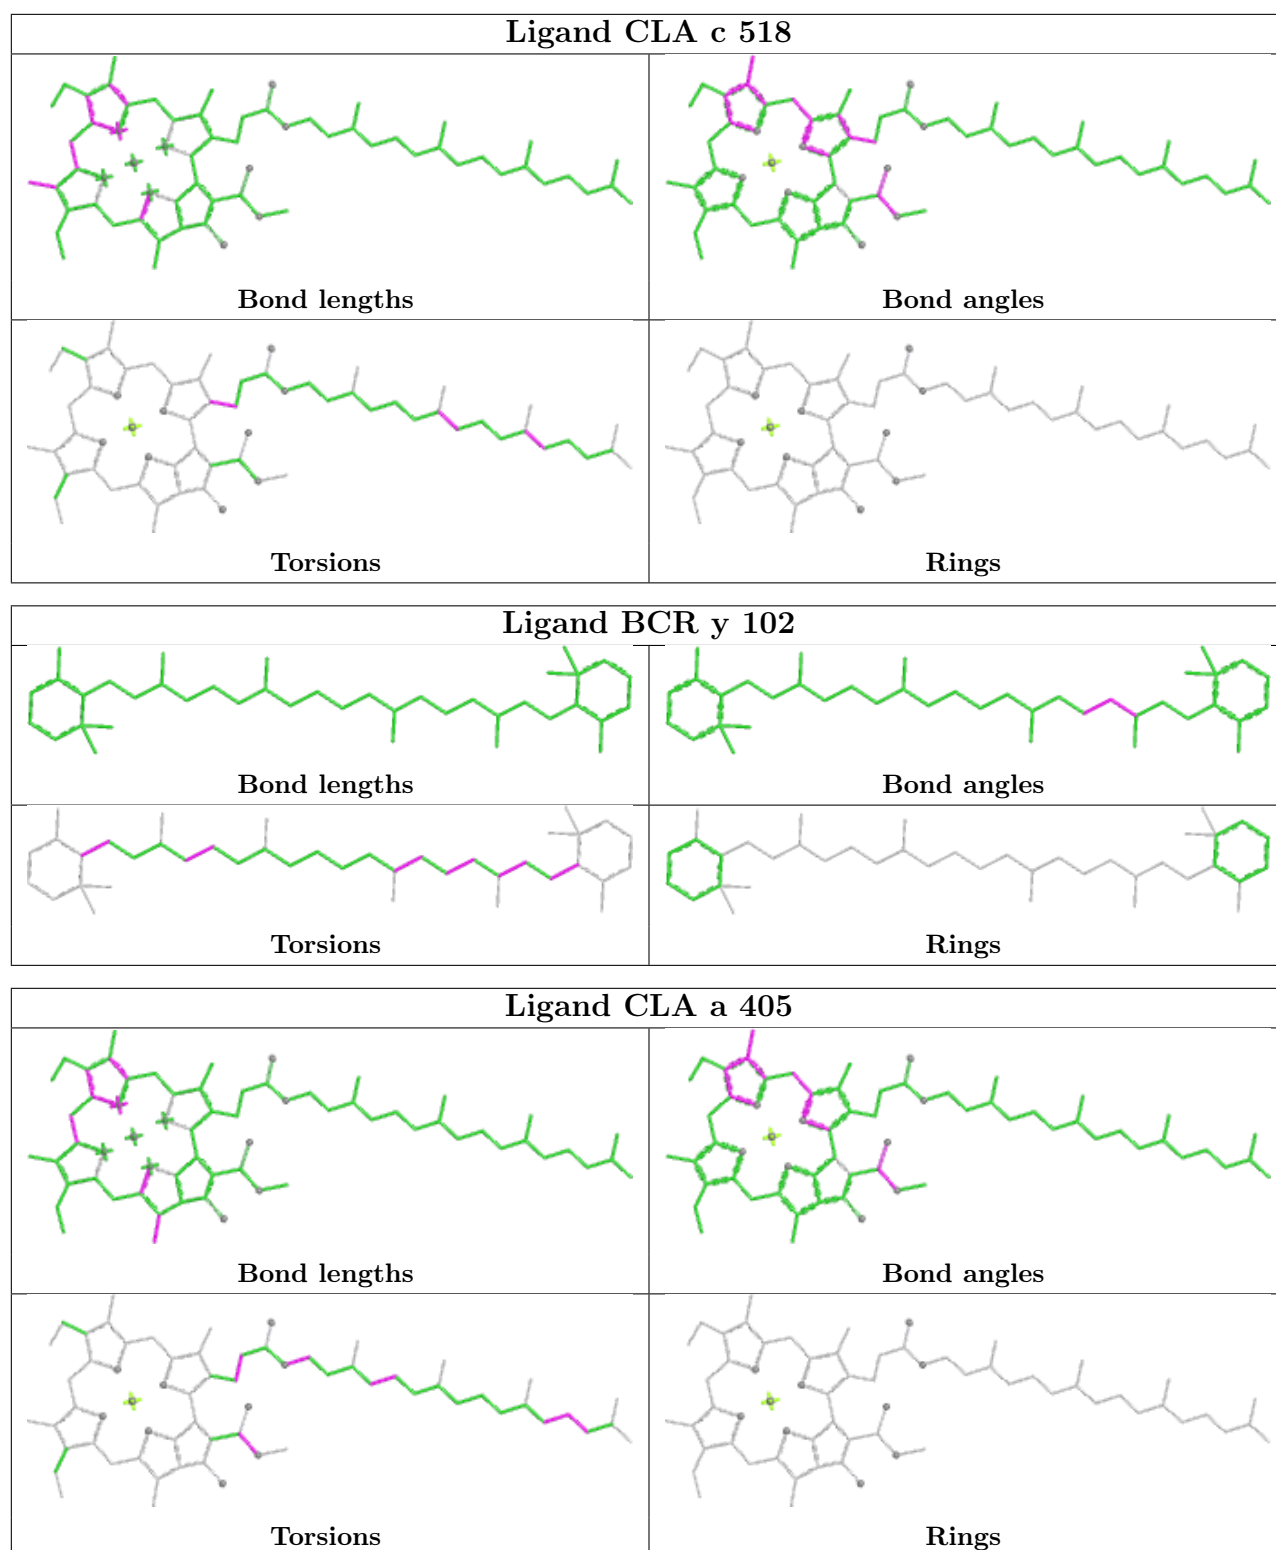 Ligand CLA c 518
Bond lengths
Bond angles
Torsions
Rings
Ligand BCR y 102
Bond lengths
Bond angles
Torsions
Rings
Ligand CLA a 405
Bond lengths
Bond angles
Torsions
Rings